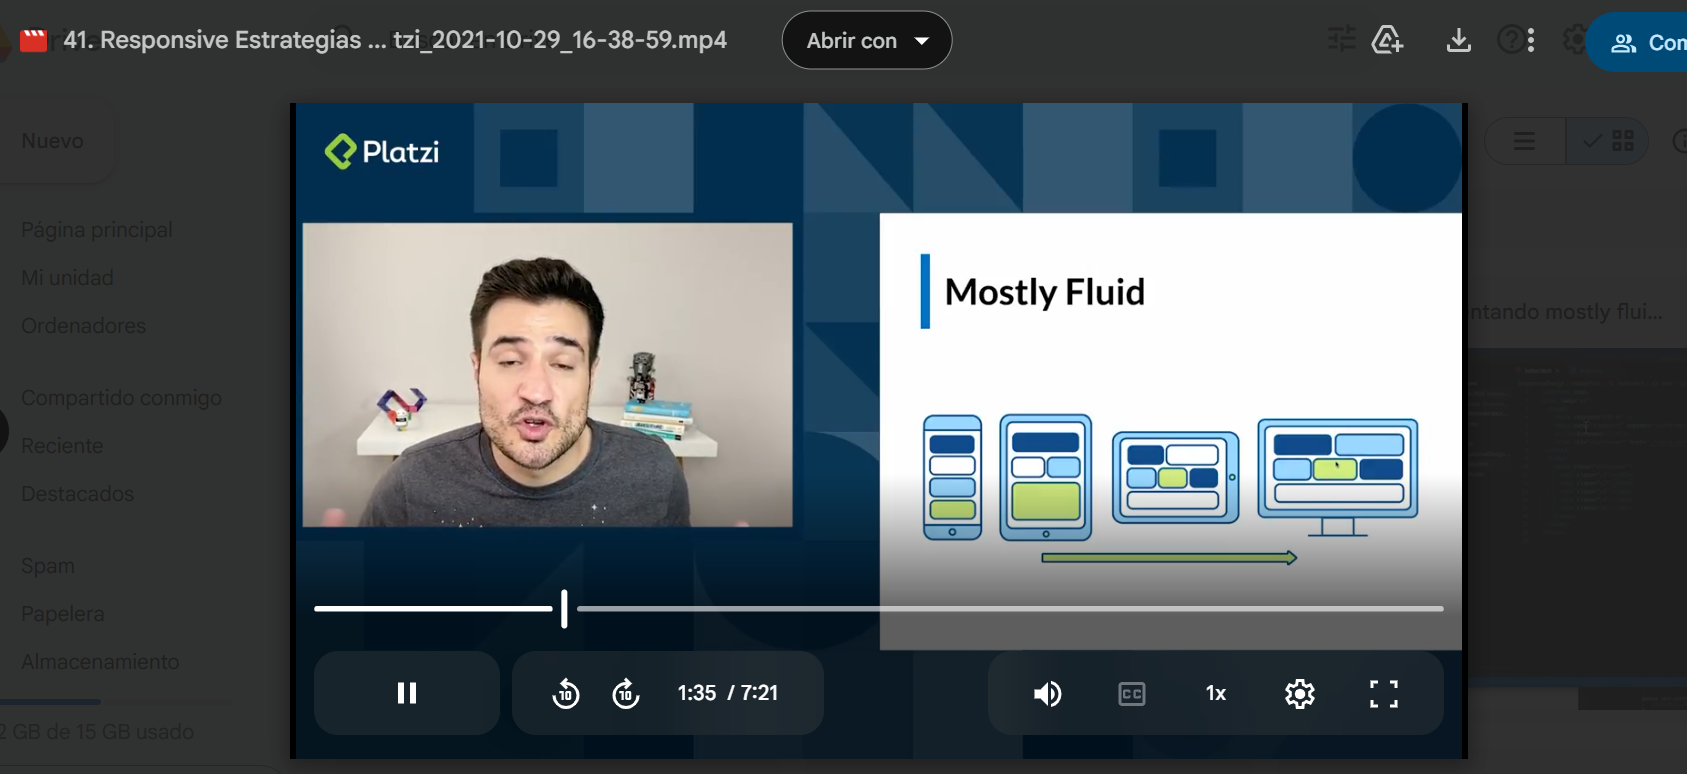 41. Responsive Estrategias ... tzi_2021-10-29_16-38-59.mp4
Abrir con
Com
Nuevo
Página principal
Mi unidad
Ordenadores
Compartido conmigo
Reciente
Destacados
Spam
Papelera
Almacenamiento
2 GB de 15 GB usado
Platzi
Mostly Fluid
ntando mostly flui...
10
10
1:35 / 7:21
CC
1x